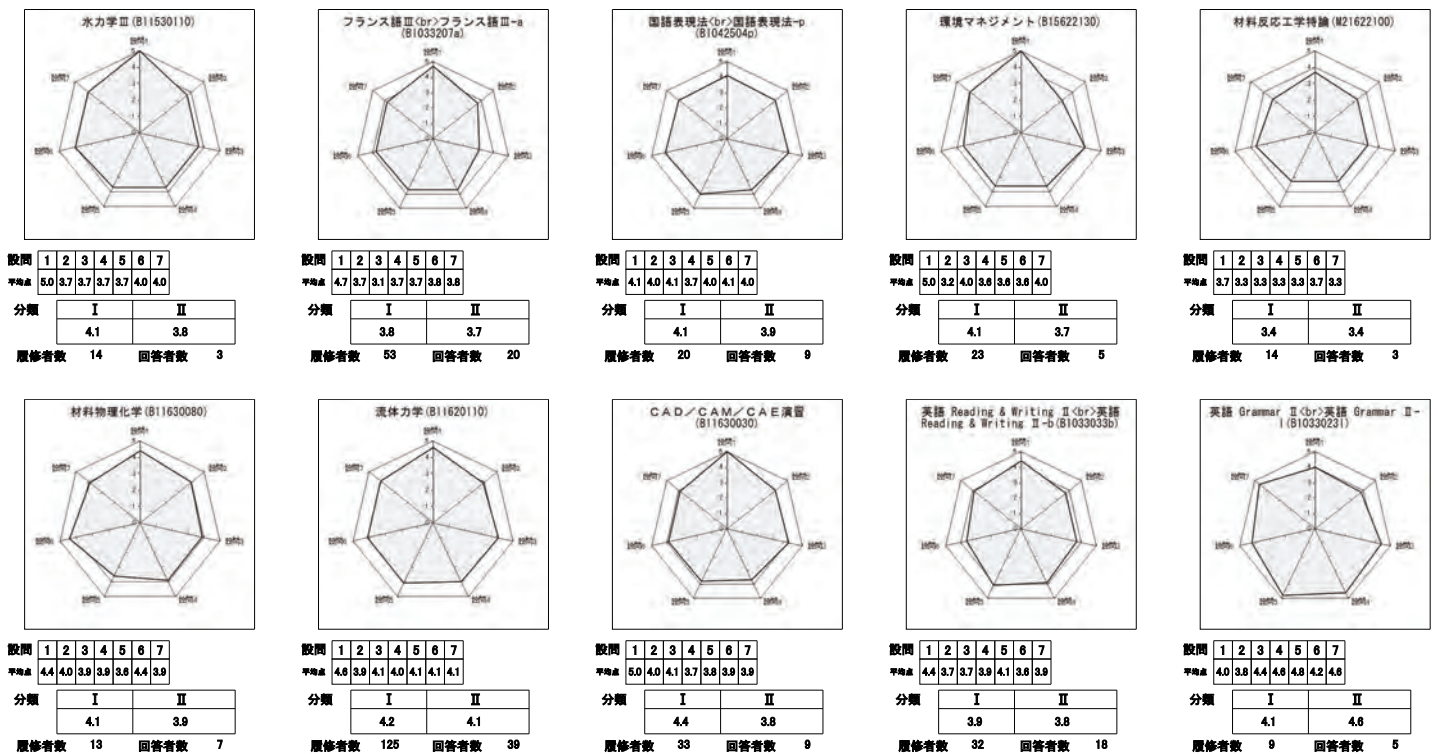 水力学Ⅲ(B11530110)
設問 1 2 3 4 5 6 7
平均点 5.0 3.7 3.7 3.7 3.7 4.0 4.0
分類 Ⅰ Ⅱ
4.1 3.8
履修者数 14 回答者数 3
フランス語Ⅲ<br>フランス語Ⅲ-a
(B1033207a)
設問 1 2 3 4 5 6 7
平均点 4.7 3.7 3.1 3.7 3.7 3.8 3.8
分類 Ⅰ Ⅱ
3.8 3.7
履修者数 53 回答者数 20
国語表現法<br>国語表現法-p
(B1042504p)
設問 1 2 3 4 5 6 7
平均点 4.1 4.0 4.1 3.7 4.0 4.1 4.0
分類 Ⅰ Ⅱ
4.1 3.9
履修者数 20 回答者数 9
環境マネジメント(B15622130)
設問 1 2 3 4 5 6 7
平均点 5.0 3.2 4.0 3.6 3.6 3.6 4.0
分類 Ⅰ Ⅱ
4.1 3.7
履修者数 23 回答者数 5
材料反応工学特論(M21622100)
設問 1 2 3 4 5 6 7
平均点 3.7 3.3 3.3 3.3 3.3 3.7 3.3
分類 Ⅰ Ⅱ
3.4 3.4
履修者数 14 回答者数 3
材料物理化学(B11630080)
設問 1 2 3 4 5 6 7
平均点 4.4 4.0 3.9 3.9 3.6 4.4 3.9
分類 Ⅰ Ⅱ
4.1 3.9
履修者数 13 回答者数 7
流体力学(B11620110)
設問 1 2 3 4 5 6 7
平均点 4.6 3.9 4.1 4.0 4.1 4.1 4.1
分類 Ⅰ Ⅱ
4.2 4.1
履修者数 125 回答者数 39
CAD/CAM/CAE演習
(B11630030)
設問 1 2 3 4 5 6 7
平均点 5.0 4.0 4.1 3.7 3.8 3.9 3.9
分類 Ⅰ Ⅱ
4.4 3.8
履修者数 33 回答者数 9
英語 Reading & Writing Ⅱ<br>英語
Reading & Writing Ⅱ-b(B1033033b)
設問 1 2 3 4 5 6 7
平均点 4.4 3.7 3.7 3.9 4.1 3.6 3.9
分類 Ⅰ Ⅱ
3.9 3.8
履修者数 32 回答者数 18
英語 Grammar Ⅱ<br>英語 Grammar Ⅱ-
l(B1033023l)
設問 1 2 3 4 5 6 7
平均点 4.0 3.8 4.4 4.6 4.8 4.2 4.6
分類 Ⅰ Ⅱ
4.1 4.6
履修者数 9 回答者数 5